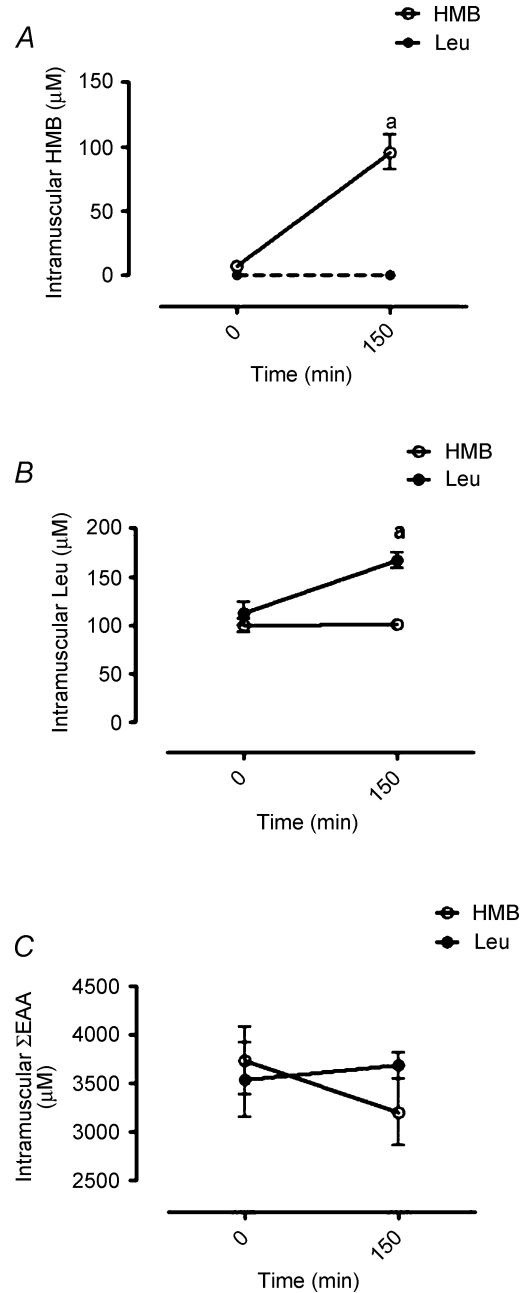 A
HMB
Leu
Intramuscular HMB (µM)
150
100
50
0
a
0
150
Time (min)
B
HMB
Leu
Intramuscular Leu (µM)
200
150
100
50
0
a
0
150
Time (min)
C
HMB
Leu
Intramuscular ΣEAA
(µM)
4500
4000
3500
3000
2500
0
150
Time (min)